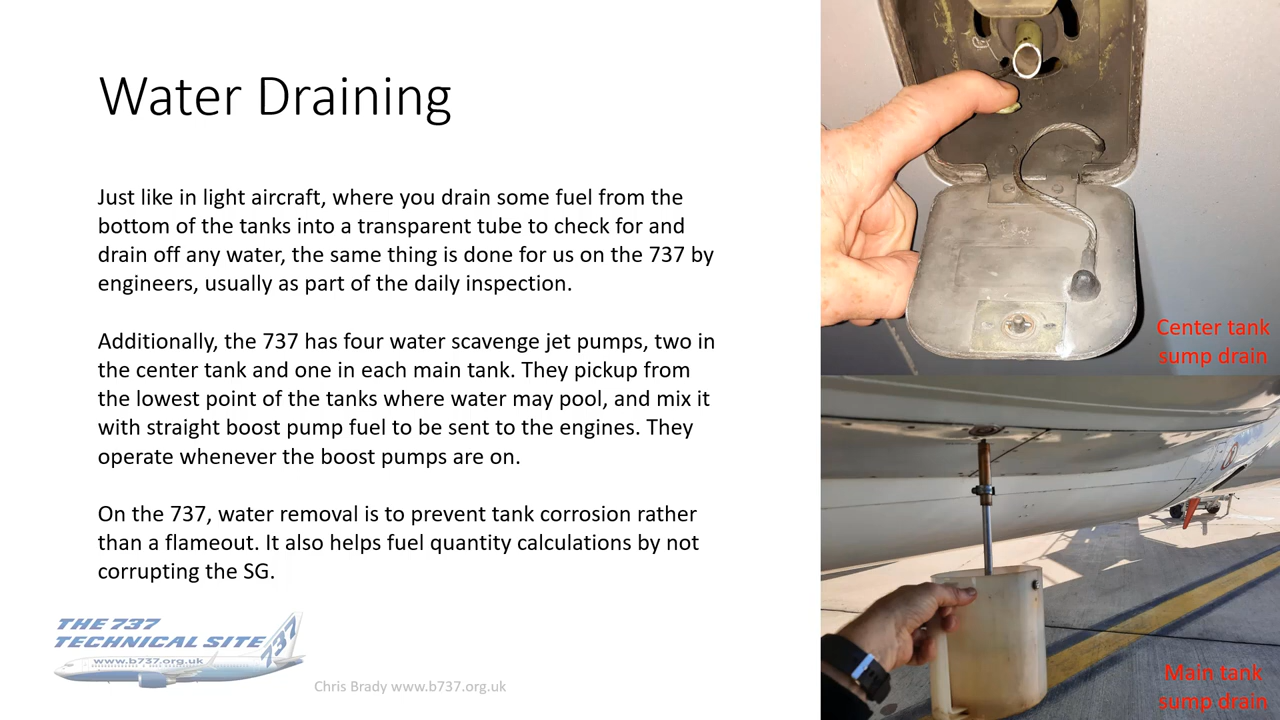 Water Draining
Just like in light aircraft, where you drain some fuel from the
bottom of the tanks into a transparent tube to check for and
drain off any water, the same thing is done for us on the 737 by
engineers, usually as part of the daily inspection.
Additionally, the 737 has four water scavenge jet pumps, two in
the center tank and one in each main tank. They pickup from
the lowest point of the tanks where water may pool, and mix it
with straight boost pump fuel to be sent to the engines. They
operate whenever the boost pumps are on.
On the 737, water removal is to prevent tank corrosion rather
than a flameout. It also helps fuel quantity calculations by not
corrupting the SG.
Center tank
sump drain
Main tank
sump drain
THE 737
TECHNICAL SITE
737
www.b737.org.uk
Chris Brady www.b737.org.uk